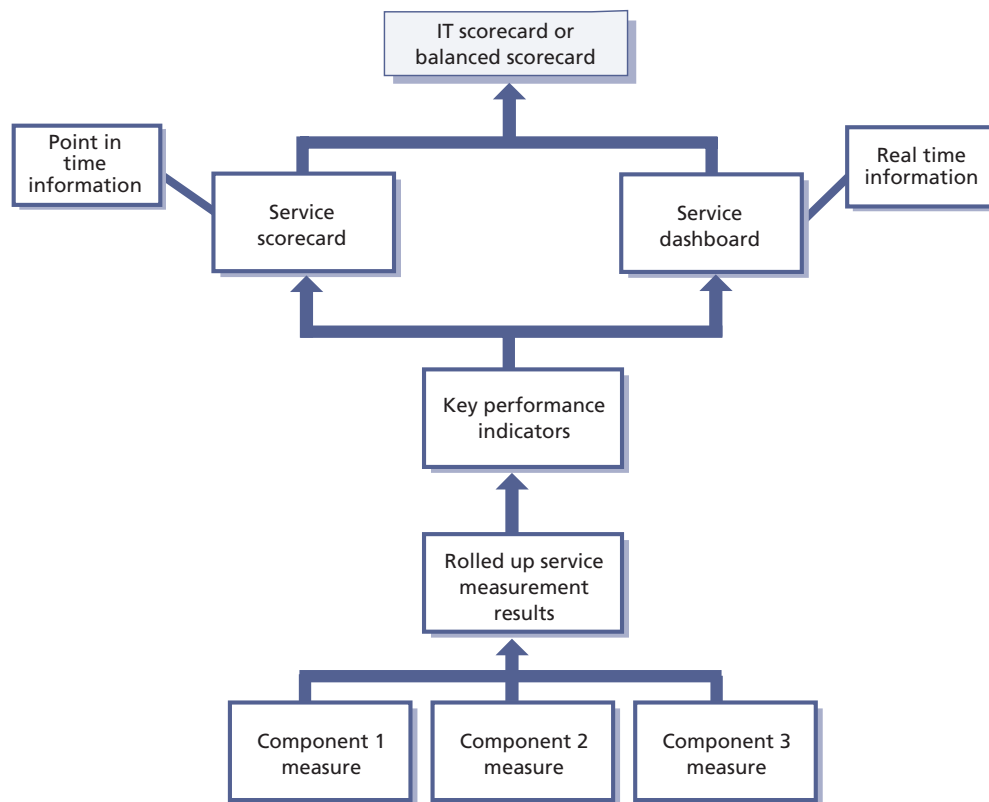 IT scorecard or
balanced scorecard
Point in
time
information
Real time
information
Service
scorecard
Service
dashboard
Key performance
indicators
Rolled up service
measurement
results
Component 1
measure
Component 2
measure
Component 3
measure